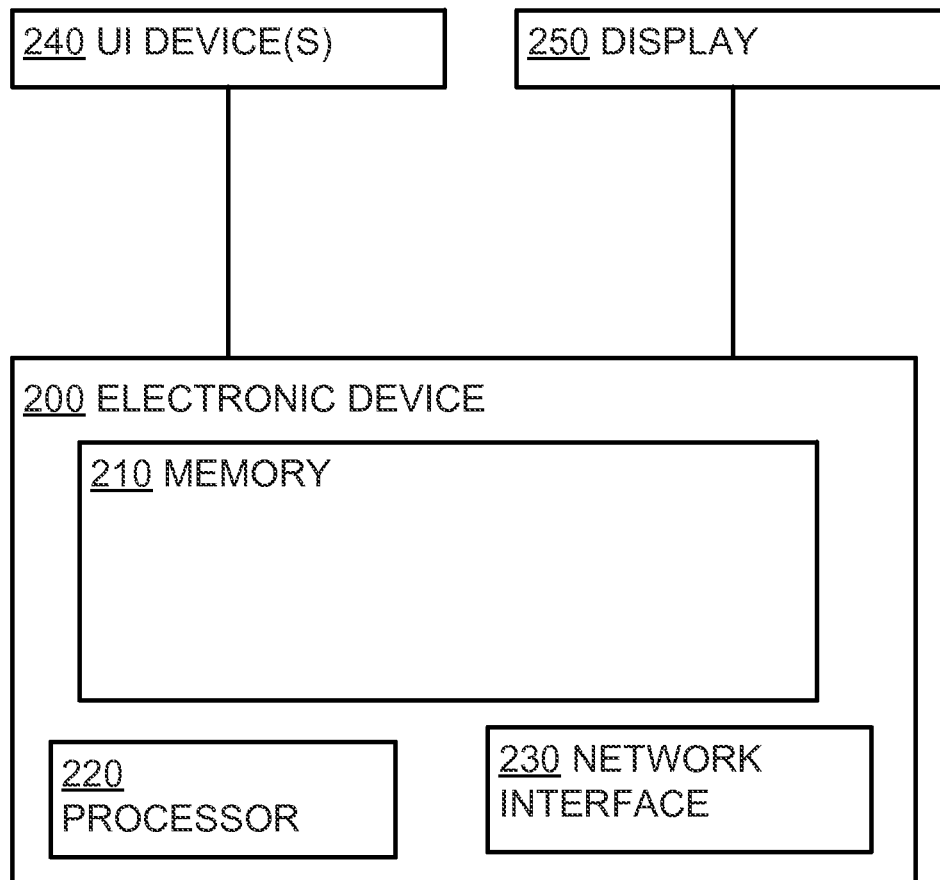 240 UI DEVICE(S)
250 DISPLAY
200 ELECTRONIC DEVICE
210 MEMORY
220
PROCESSOR
230 NETWORK
INTERFACE